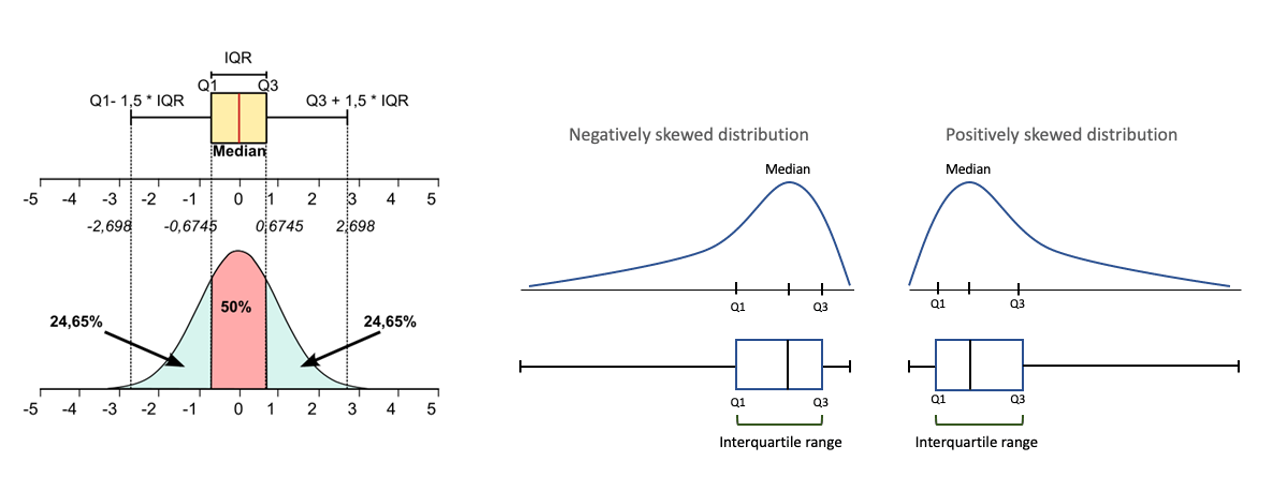 IQR
Q1 Q3
Q1- 1,5 * IQR Q3 + 1,5 * IQR
Median
-5 -4 -3 -2 -1 0 1 2 3 4 5
-2,698 -0,6745 0,6745 2,698
50%
24,65% 24,65%
-5 -4 -3 -2 -1 0 1 2 3 4 5
Negatively skewed distribution
Median
Q1 Q3
Q1 Q3
Interquartile range
Positively skewed distribution
Median
Q1 Q3
Q1 Q3
Interquartile range